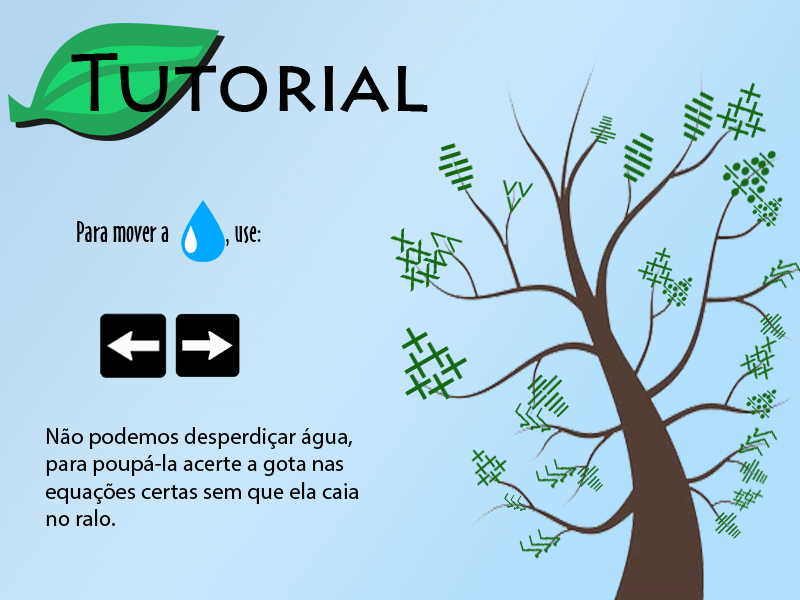 Tutorial
Para mover a , use:
Não podemos desperdiçar água,
para poupá-la acerte a gota nas
equações certas sem que ela caia
no ralo.